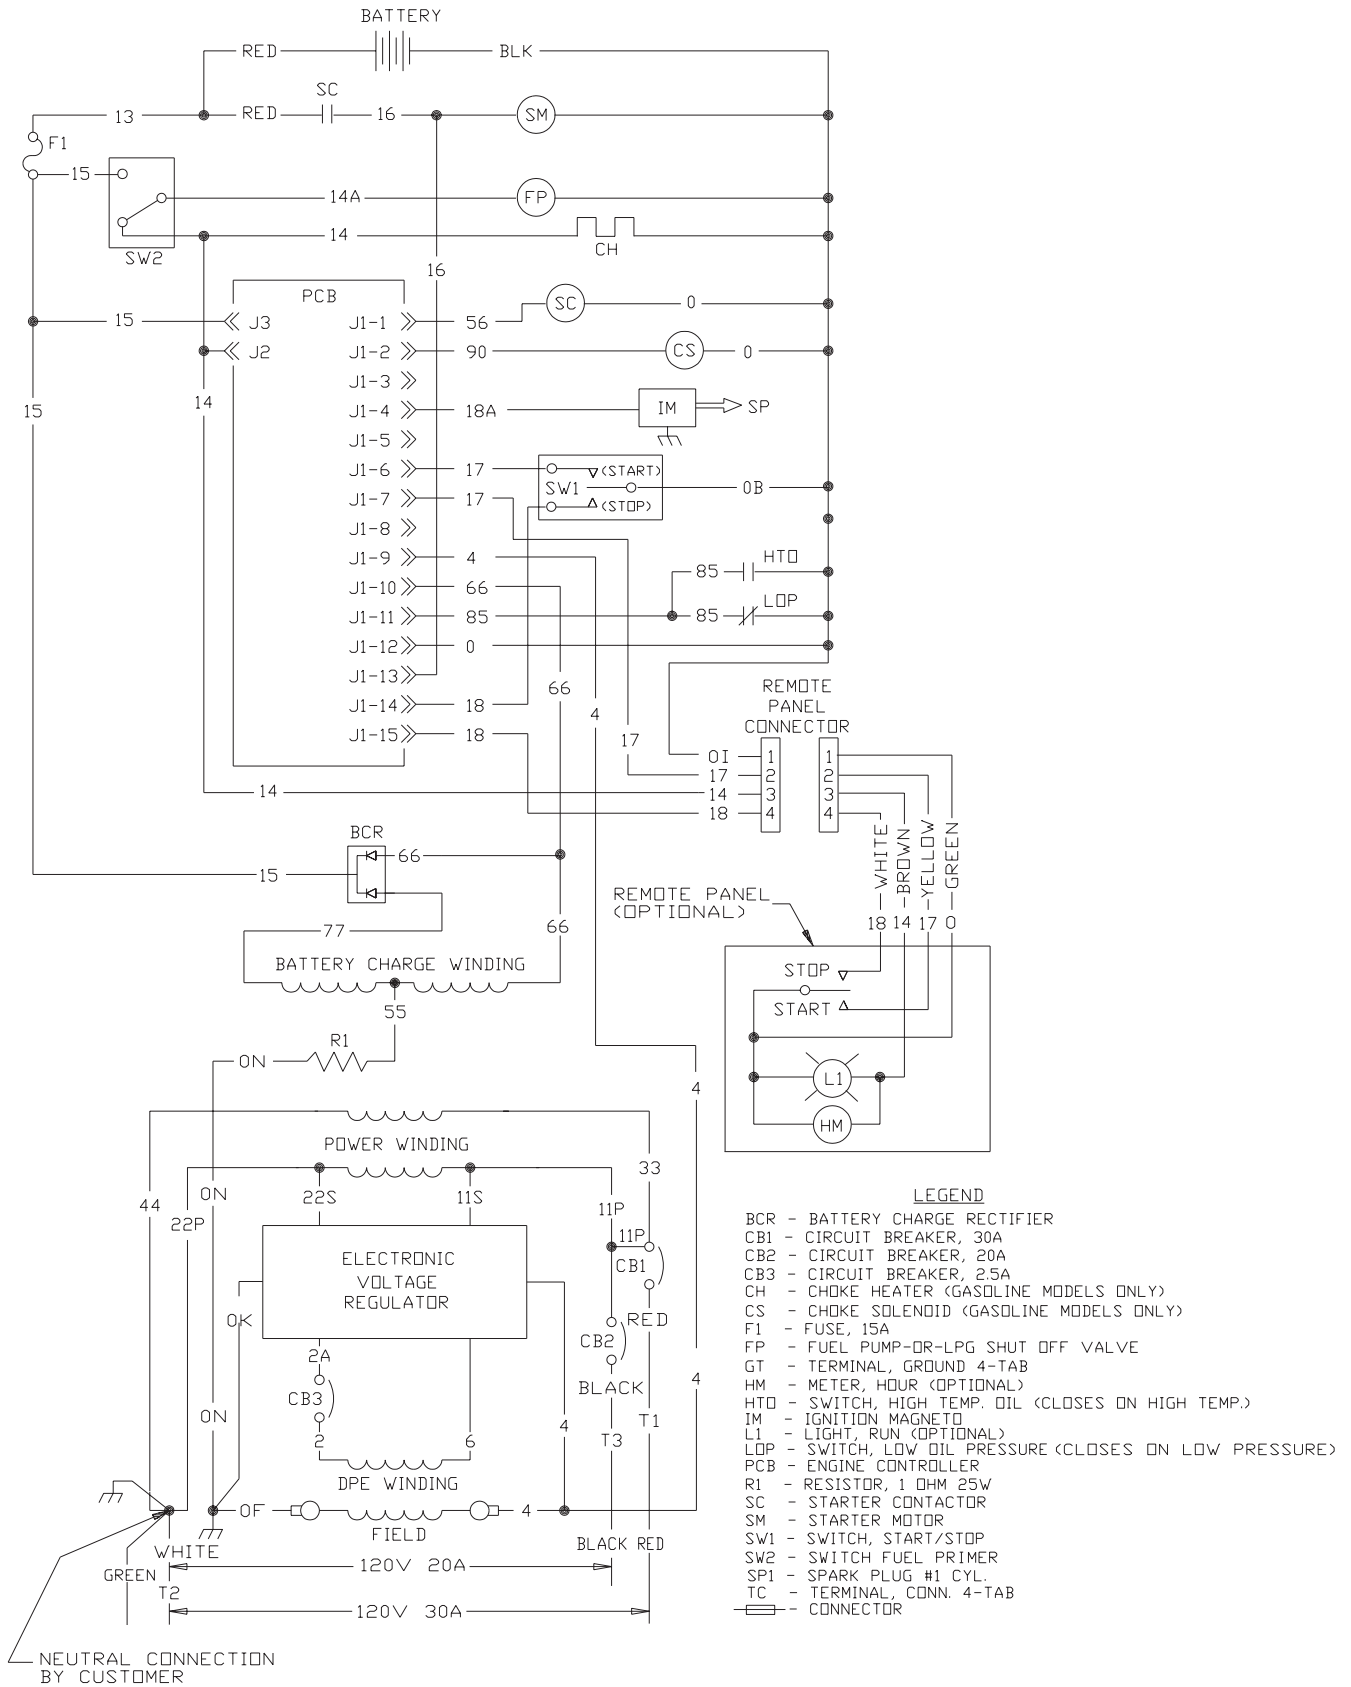 BATTERY
RED
BLK
SC
13
RED
16
SM
F1
15
14A
FP
14
SW2
CH
16
PCB
SC
0
15
J3
J1-1
56
J2
J1-2
90
CS
0
J1-3
15
14
J1-4
18A
IM
SP
J1-5
J1-6
17
(START)
SW1
0B
J1-7
17
(STOP)
J1-8
HTO
J1-9
4
85
J1-10
66
LOP
J1-11
85
85
J1-12
0
J1-13
66
REMOTE
PANEL
CONNECTOR
J1-14
18
4
J1-15
18
17
0I
1
1
17
2
2
14
14
3
3
18
4
4
BCR
66
15
WHITE
BROWN
YELLOW
GREEN
REMOTE PANEL
(OPTIONAL)
18
14
17
0
77
66
BATTERY CHARGE WINDING
STOP
START
55
R1
0N
L1
4
HM
POWER WINDING
33
44
0N
22S
11S
22P
11P
11P
ELECTRONIC
VOLTAGE
REGULATOR
CB1
0K
RED
CB2
2A
CB3
BLACK
4
0N
4
T1
2
6
T3
DPE WINDING
0F
4
FIELD
WHITE
BLACK
RED
120V 20A
GREEN
T2
120V 30A
NEUTRAL CONNECTION
BY CUSTOMER
LEGEND
BCR - BATTERY CHARGE RECTIFIER
CB1 - CIRCUIT BREAKER, 30A
CB2 - CIRCUIT BREAKER, 20A
CB3 - CIRCUIT BREAKER, 2.5A
CH - CHOKE HEATER (GASOLINE MODELS ONLY)
CS - CHOKE SOLENOID (GASOLINE MODELS ONLY)
F1 - FUSE, 15A
FP - FUEL PUMP-OR-LPG SHUT OFF VALVE
GT - TERMINAL, GROUND 4-TAB
HM - METER, HOUR (OPTIONAL)
HTO - SWITCH, HIGH TEMP. OIL (CLOSES ON HIGH TEMP.)
IM - IGNITION MAGNETO
L1 - LIGHT, RUN (OPTIONAL)
LOP - SWITCH, LOW OIL PRESSURE (CLOSES ON LOW PRESSURE)
PCB - ENGINE CONTROLLER
R1 - RESISTOR, 1 OHM 25W
SC - STARTER CONTACTOR
SM - STARTER MOTOR
SW1 - SWITCH, START/STOP
SW2 - SWITCH FUEL PRIMER
SP1 - SPARK PLUG #1 CYL.
TC - TERMINAL, CONN. 4-TAB
- CONNECTOR